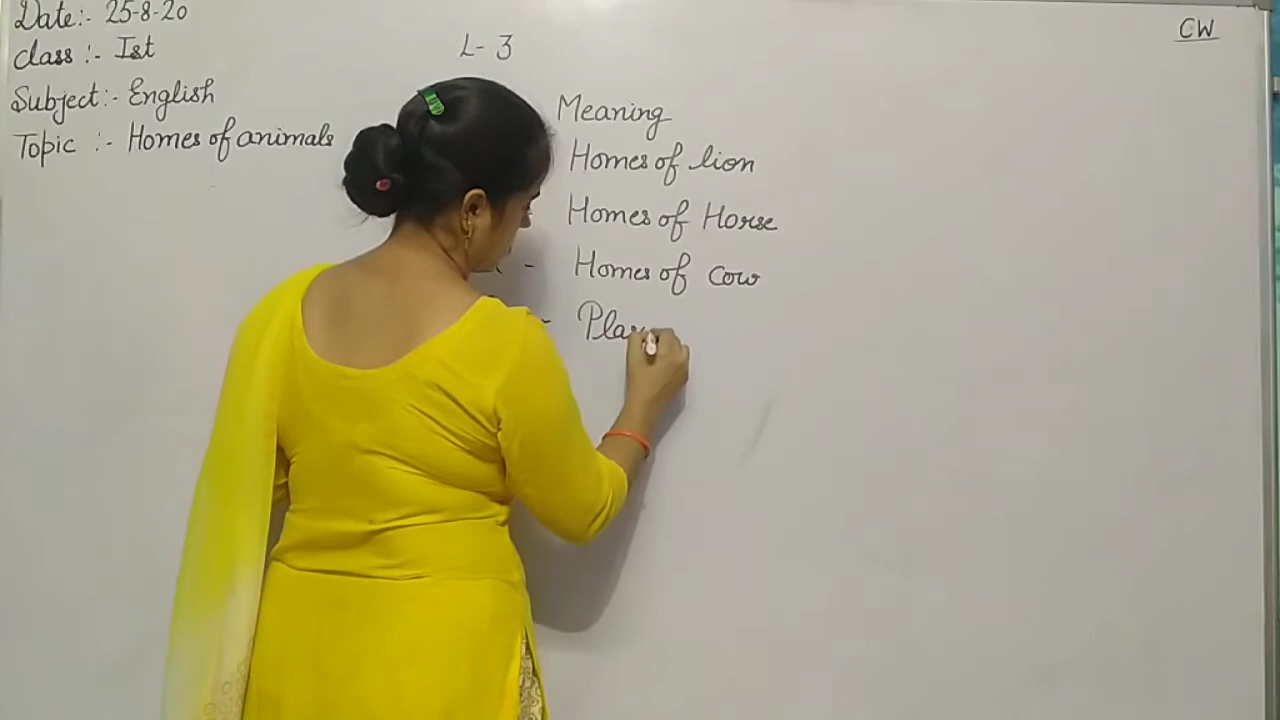 Date:- 25-8-20
CW
Class :- Ist
L- 3
Subject:- English
Topic :- Homes of animals
Meaning
Homes of lion
Homes of Horse
- Homes of cow
-